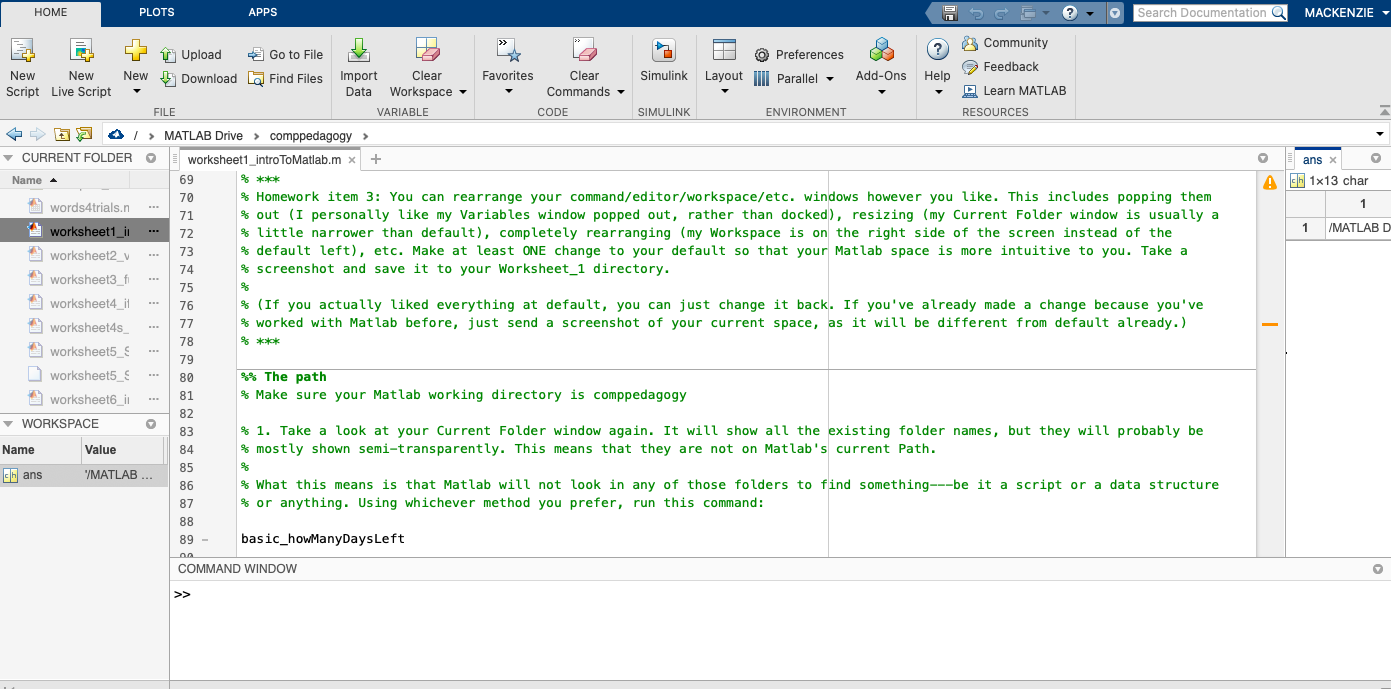 HOME
PLOTS
APPS
Search Documentation
MACKENZIE
New Script
New Live Script
New
Upload
Download
Go to File
Find Files
FILE
Import Data
Clear Workspace
VARIABLE
Favorites
Clear Commands
CODE
Simulink
SIMULINK
Layout
Preferences
Parallel
Add-Ons
ENVIRONMENT
Help
Community
Feedback
Learn MATLAB
RESOURCES
/ > MATLAB Drive > comppedagogy >
CURRENT FOLDER
Name
words4trials.m ...
worksheet1_i ...
worksheet2_v ...
worksheet3_fu ...
worksheet4_if ...
worksheet4s_ ...
worksheet5_S ...
worksheet5_S ...
worksheet6_i ...
WORKSPACE
Name Value
ans '/MATLAB ...
worksheet1_introToMatlab.m × +
69 % ***
70 % Homework item 3: You can rearrange your command/editor/workspace/etc. windows however you like. This includes popping them
71 % out (I personally like my Variables window popped out, rather than docked), resizing (my Current Folder window is usually a
72 % little narrower than default), completely rearranging (my Workspace is on the right side of the screen instead of the
73 % default left), etc. Make at least ONE change to your default so that your Matlab space is more intuitive to you. Take a
74 % screenshot and save it to your Worksheet_1 directory.
75 %
76 % (If you actually liked everything at default, you can just change it back. If you've already made a change because you've
77 % worked with Matlab before, just send a screenshot of your current space, as it will be different from default already.)
78 % ***
79
80 %% The path
81 % Make sure your Matlab working directory is comppedagogy
82
83 % 1. Take a look at your Current Folder window again. It will show all the existing folder names, but they will probably be
84 % mostly shown semi-transparently. This means that they are not on Matlab's current Path.
85 %
86 % What this means is that Matlab will not look in any of those folders to find something---be it a script or a data structure
87 % or anything. Using whichever method you prefer, run this command:
88
89 – basic_howManyDaysLeft
90
ans ×
1×13 char
1
1 /MATLAB D
COMMAND WINDOW
>>